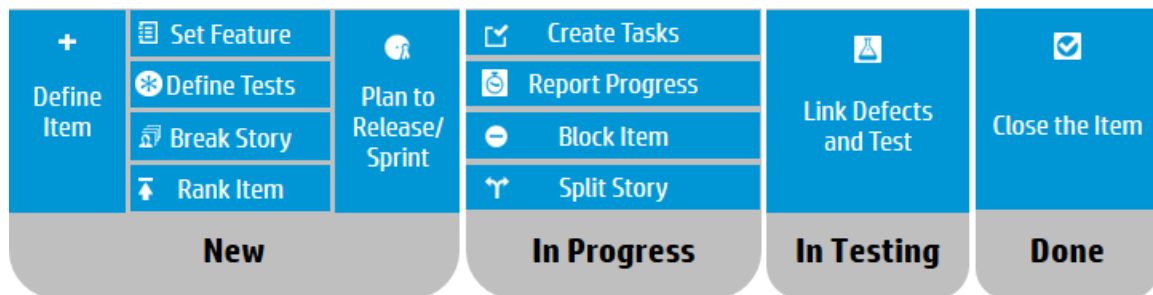 Define
Item
Set Feature
Define Tests
Break Story
Rank Item
Plan to
Release/
Sprint
New
Create Tasks
Report Progress
Block Item
Split Story
In Progress
Link Defects
and Test
In Testing
Close the Item
Done